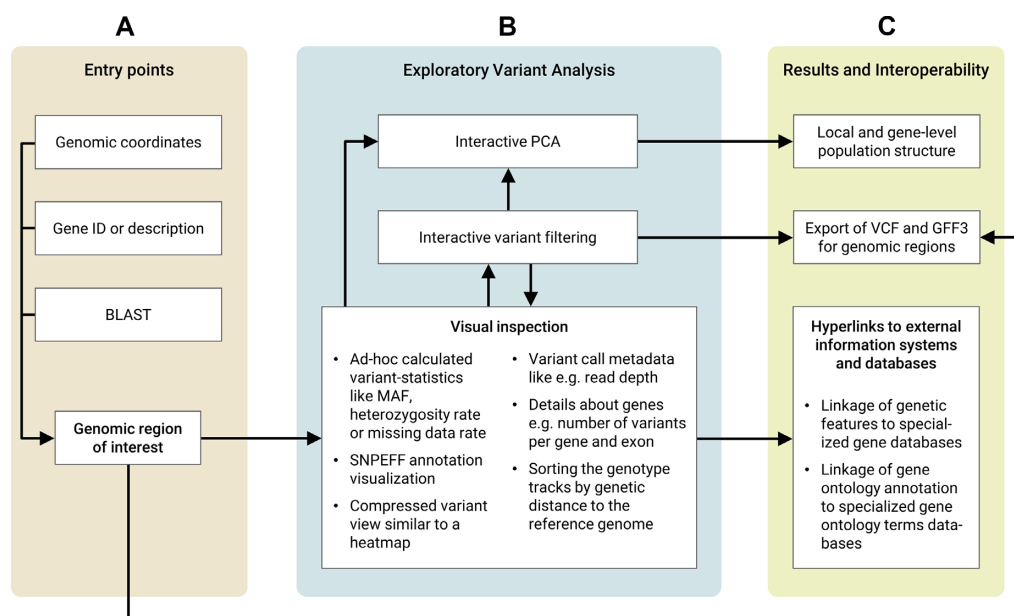 A
Entry points
Genomic coordinates
Gene ID or description
BLAST
Genomic region
of interest
B
Exploratory Variant Analysis
Interactive PCA
Interactive variant filtering
Visual inspection
• Ad-hoc calculated
variant-statistics
like MAF,
heterozygosity rate
or missing data rate
• SNPEFF annotation
visualization
• Compressed variant
view similar to a
heatmap
• Variant call metadata
like e.g. read depth
• Details about genes
e.g. number of variants
per gene and exon
• Sorting the genotype
tracks by genetic
distance to the
reference genome
C
Results and Interoperability
Local and gene-level
population structure
Export of VCF and GFF3
for genomic regions
Hyperlinks to external
information systems
and databases
• Linkage of genetic
features to special-
ized gene databases
• Linkage of gene
ontology annotation
to specialized gene
ontology terms data-
bases